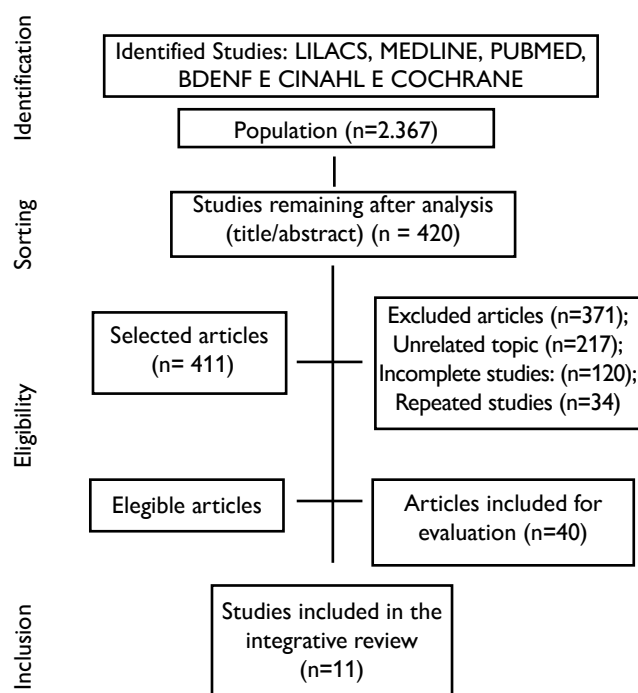 Identification
Identified Studies: LILACS, MEDLINE, PUBMED,
BDENF E CINAHL E COCHRANE
Population (n=2.367)
Sorting
Studies remaining after analysis
(title/abstract) (n = 420)
Eligibility
Selected articles
(n= 411)
Excluded articles (n=371);
Unrelated topic (n=217);
Incomplete studies: (n=120);
Repeated studies (n=34)
Elegible articles
Articles included for
evaluation (n=40)
Inclusion
Studies included in the
integrative review
(n=11)